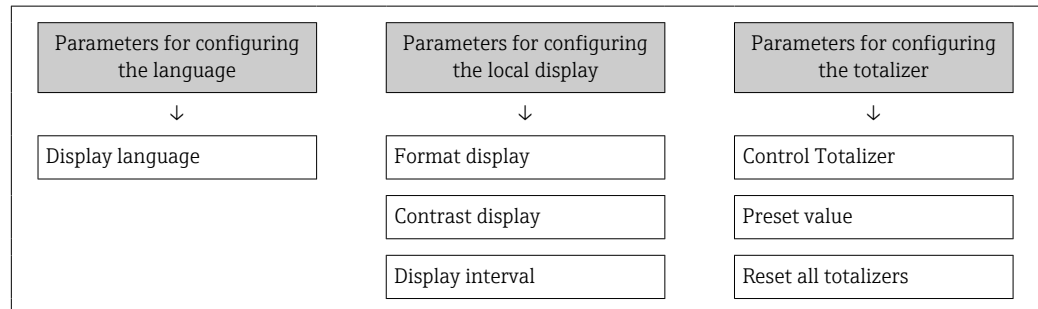 Parameters for configuring
the language
↓
Display language
Parameters for configuring
the local display
↓
Format display
Contrast display
Display interval
Parameters for configuring
the totalizer
↓
Control Totalizer
Preset value
Reset all totalizers